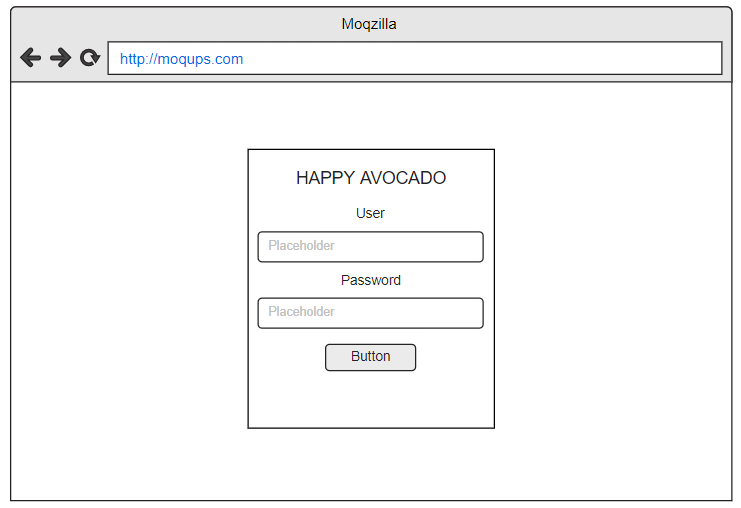 Moqzilla
http://moqups.com
HAPPY AVOCADO
User
Placeholder
Password
Placeholder
Button